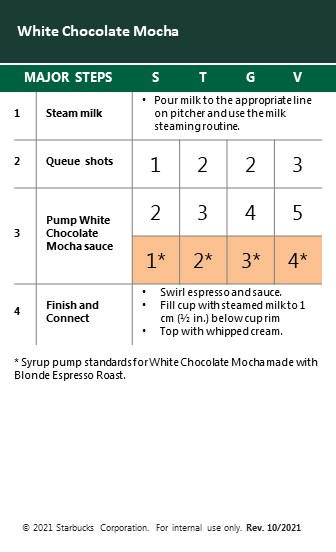 White Chocolate Mocha
MAJOR STEPS S T G V
1 Steam milk
• Pour milk to the appropriate line
on pitcher and use the milk
steaming routine.
2 Queue shots 1 2 2 3
3 Pump White
Chocolate
Mocha sauce
2 3 4 5
1* 2* 3* 4*
4 Finish and
Connect
• Swirl espresso and sauce.
• Fill cup with steamed milk to 1
cm (½ in.) below cup rim
• Top with whipped cream.
* Syrup pump standards for White Chocolate Mocha made with
Blonde Espresso Roast.
© 2021 Starbucks Corporation. For internal use only. Rev. 10/2021